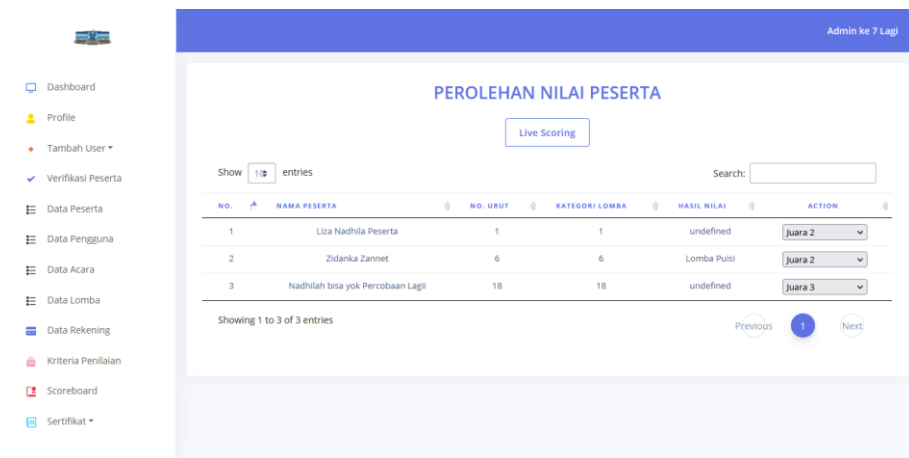 Admin ke 7 Lagi
Dashboard
Profile
Tambah User
Verifikasi Peserta
Data Peserta
Data Pengguna
Data Acara
Data Lomba
Data Rekening
Kriteria Penilaian
Scoreboard
Sertifikat
PEROLEHAN NILAI PESERTA
Live Scoring
Show 10 entries Search:
NO. NAMA PESERTA NO. URUT KATEGORI LOMBA HASIL NILAI ACTION
1 Liza Nadhila Peserta 1 1 undefined Juara 2
2 Zidanka Zannet 6 6 Lomba Puisi Juara 2
3 Nadhilah bisa yok Percobaan Lagii 18 18 undefined Juara 3
Showing 1 to 3 of 3 entries Previous 1 Next